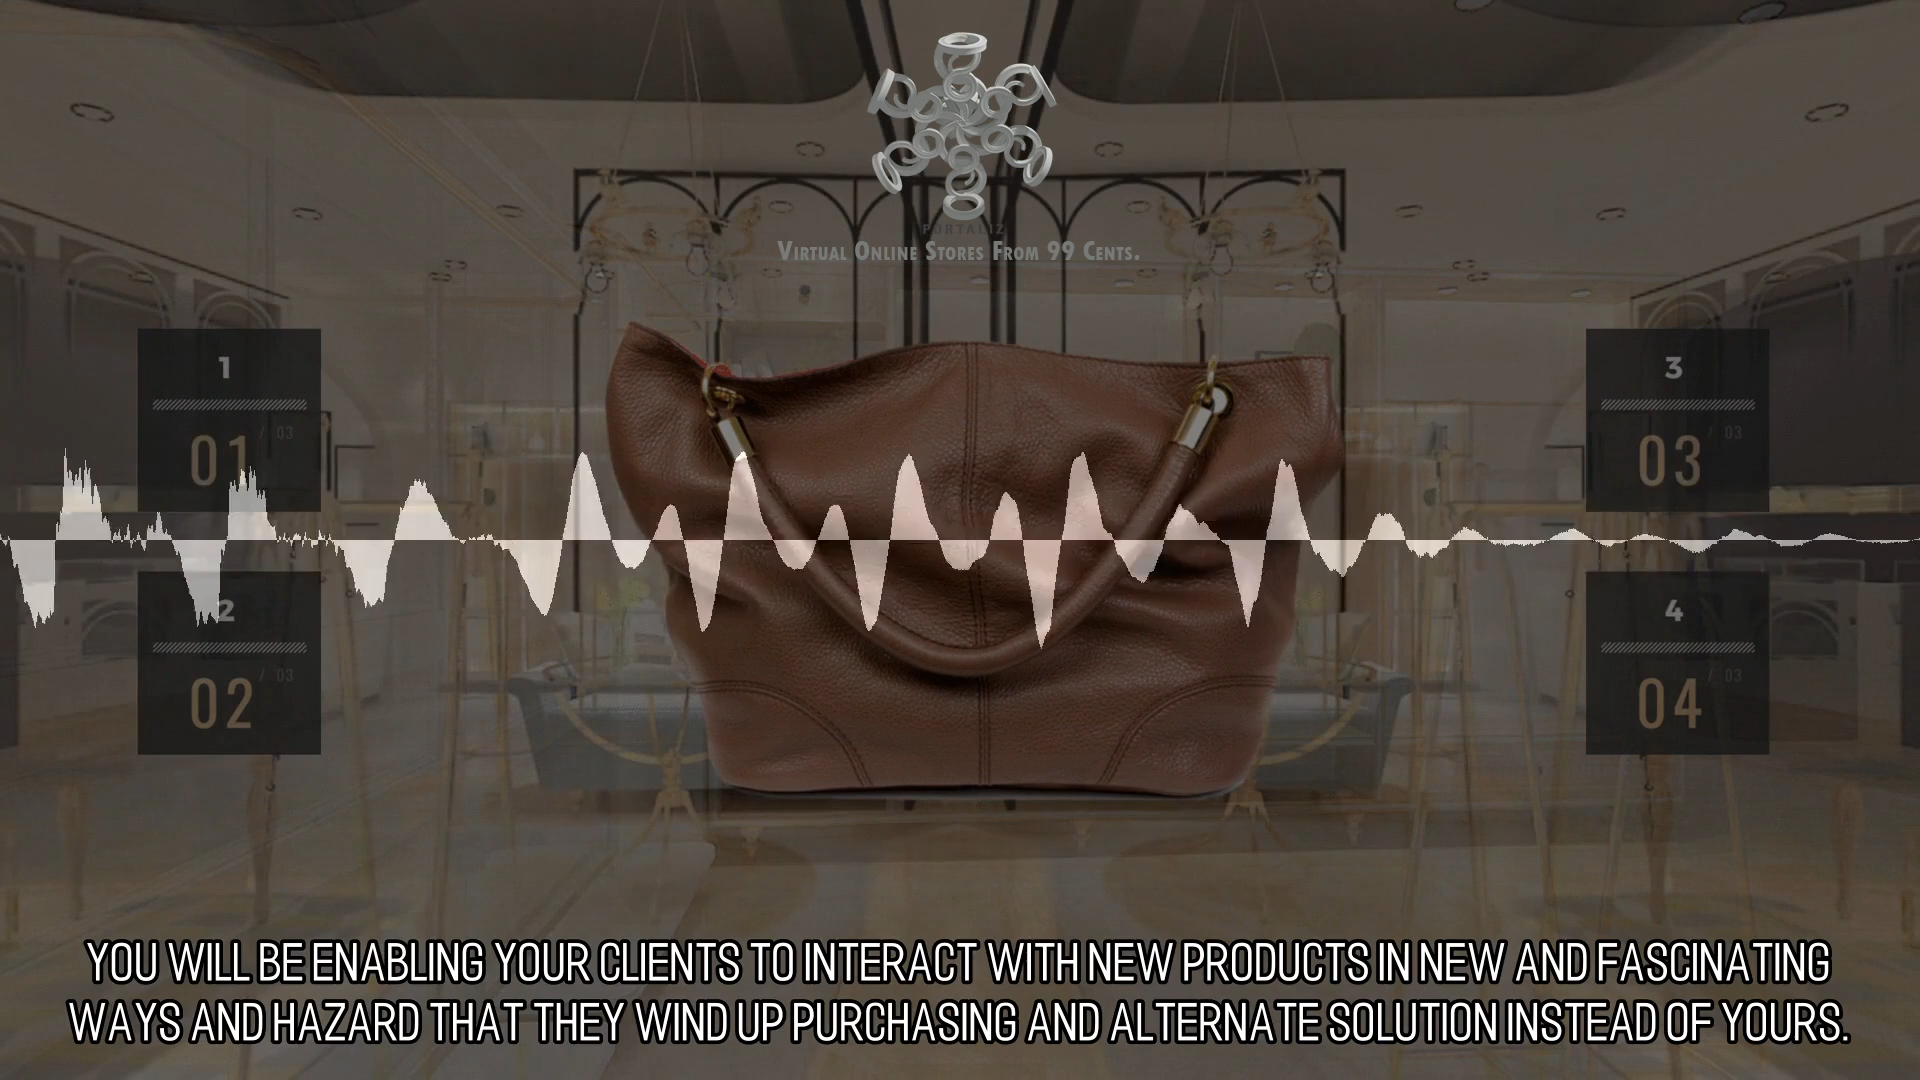 PORTALIZ
Virtual Online Stores From 99 Cents.
1
01 / 03
2
02 / 03
3
03 / 03
4
04 / 03
YOU WILL BE ENABLING YOUR CLIENTS TO INTERACT WITH NEW PRODUCTS IN NEW AND FASCINATING
WAYS AND HAZARD THAT THEY WIND UP PURCHASING AND ALTERNATE SOLUTION INSTEAD OF YOURS.